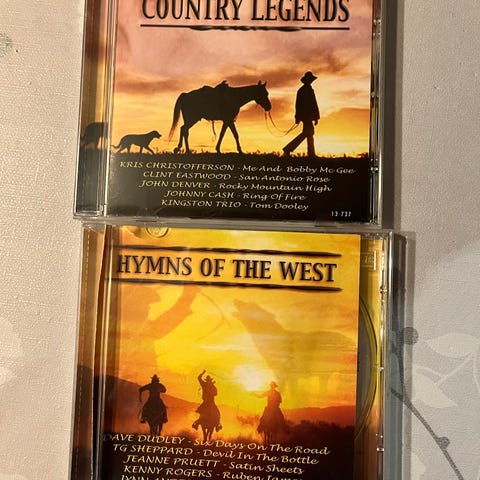 COUNTRY LEGENDS
KRIS CHRISTOFFERSON - Me And Bobby Mc Gee
CLINT EASTWOOD - San Antonio Rose
JOHN DENVER - Rocky Mountain High
JOHNNY CASH - Ring Of Fire
KINGSTON TRIO - Tom Dooley
13 737
HYMNS OF THE WEST
DAVE DUDLEY - Six Days On The Road
TG SHEPPARD - Devil In The Bottle
JEANNE PRUETT - Satin Sheets
KENNY ROGERS - Ruben James
LYNN